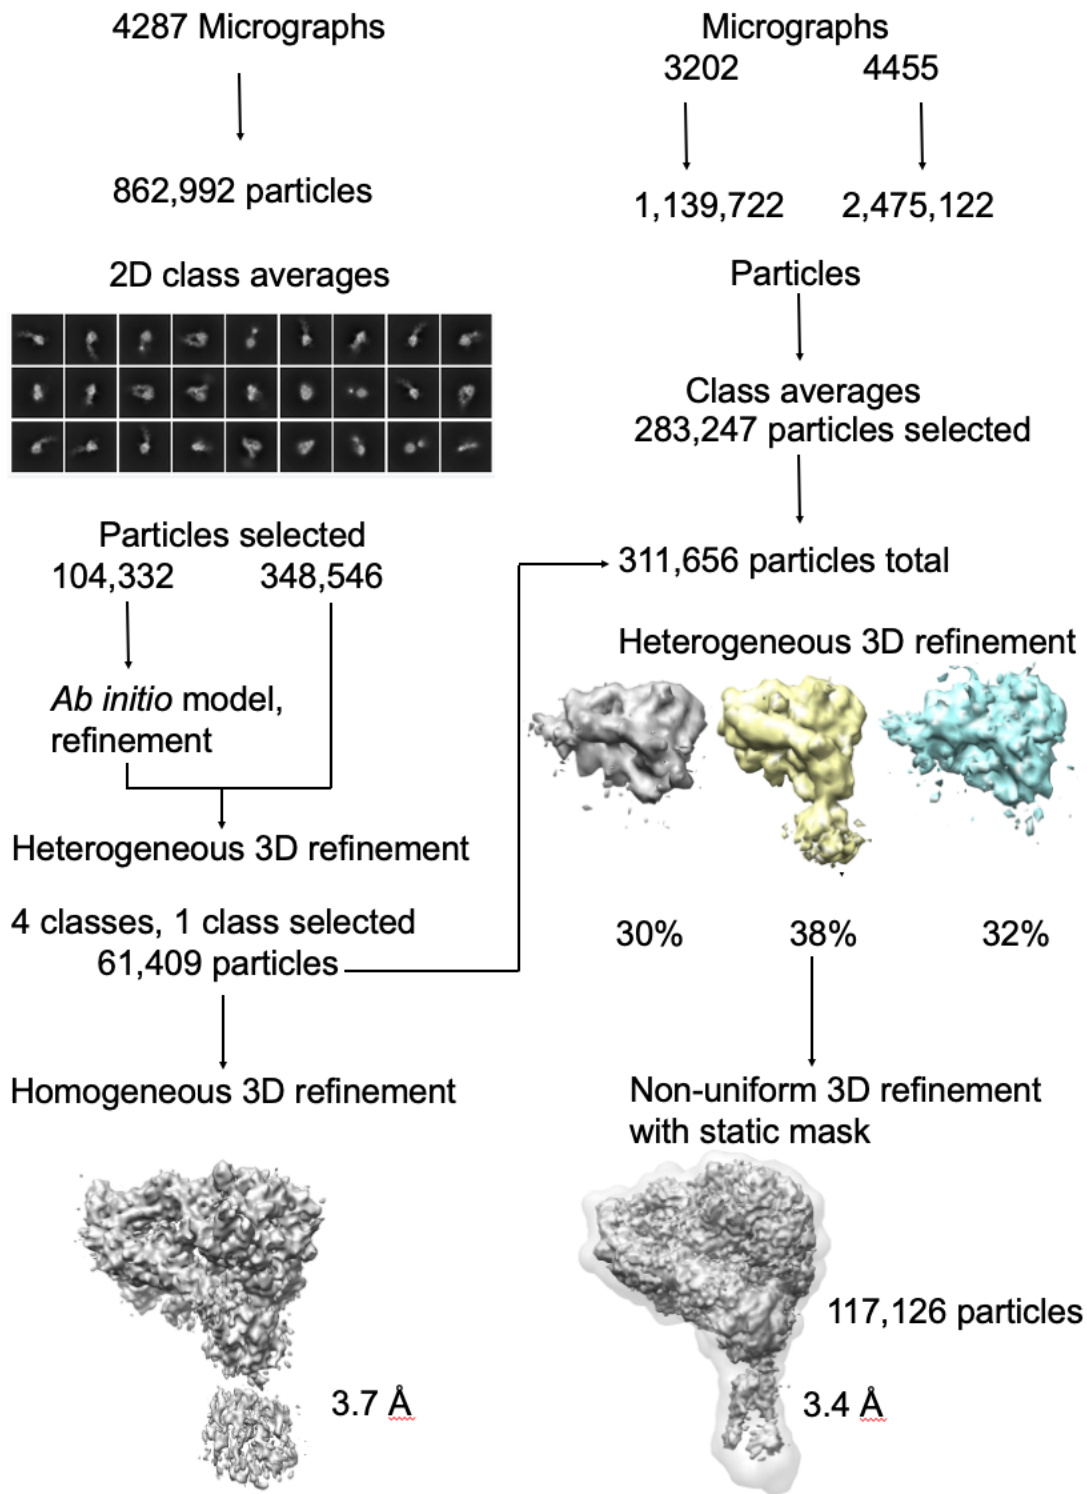 4287 Micrographs
862,992 particles
2D class averages
Particles selected
104,332 348,546
Ab initio model,
refinement
Heterogeneous 3D refinement
4 classes, 1 class selected
61,409 particles
Homogeneous 3D refinement
3.7 Å
Micrographs
3202 4455
1,139,722 2,475,122
Particles
Class averages
283,247 particles selected
311,656 particles total
Heterogeneous 3D refinement
30% 38% 32%
Non-uniform 3D refinement
with static mask
117,126 particles
3.4 Å